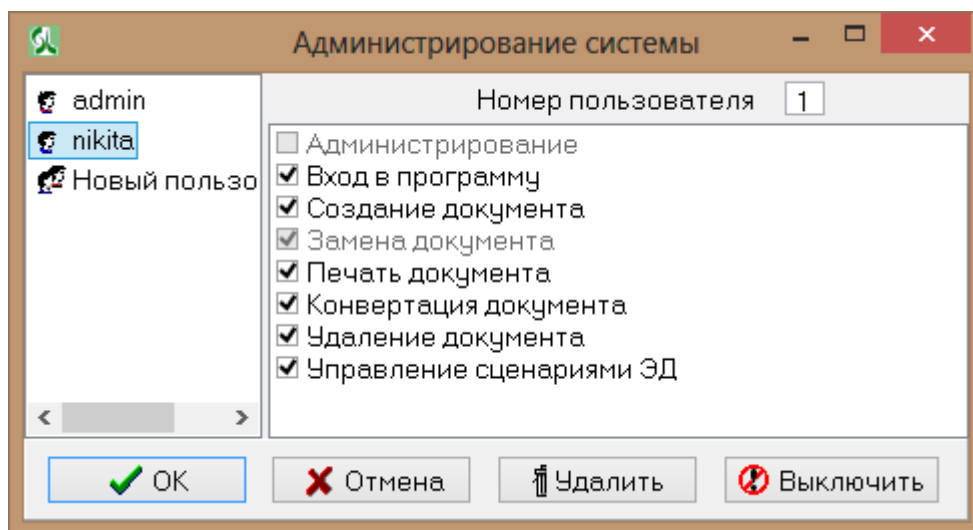 Администрирование системы
admin
nikita
Новый пользо
Номер пользователя 1
Администрирование
Вход в программу
Создание документа
Замена документа
Печать документа
Конвертация документа
Удаление документа
Управление сценариями ЭД
OK Отмена Удалить Выключить